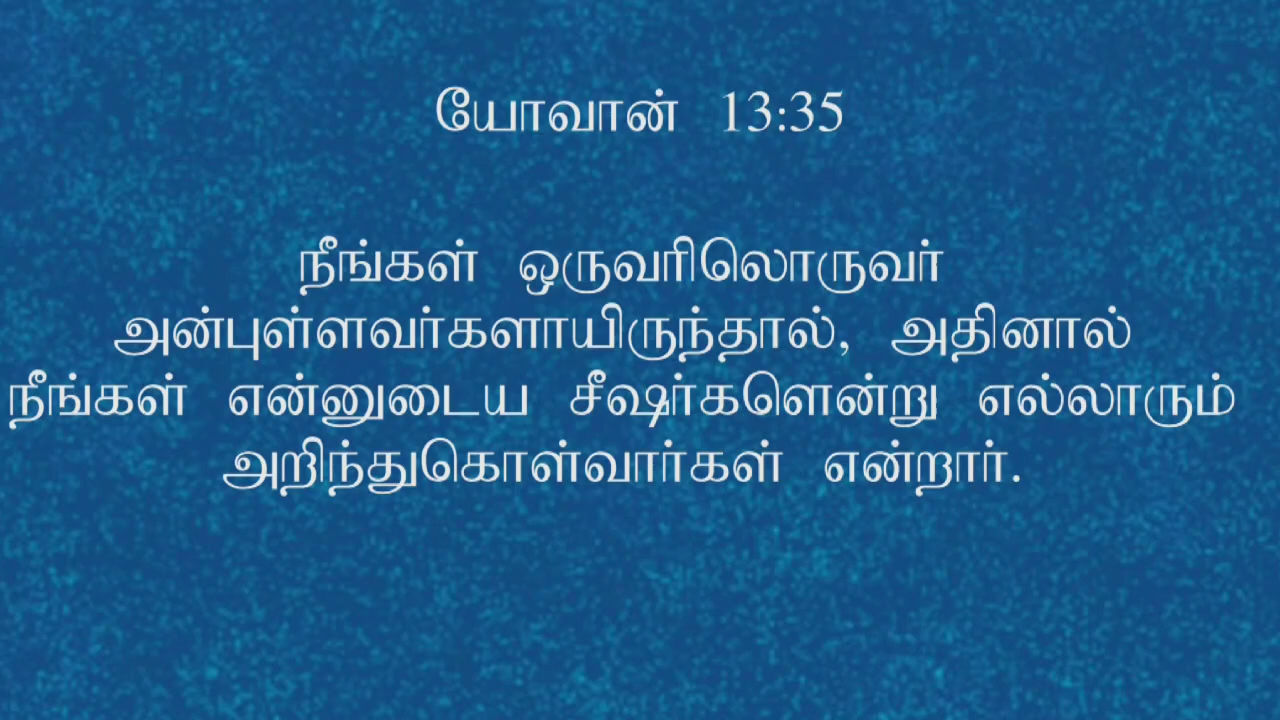 யோவான் 13:35
நீங்கள் ஒருவரிலொருவர்
அன்புள்ளவர்களாயிருந்தால், அதினால்
நீங்கள் என்னுடைய சீஷர்களென்று எல்லாரும்
அறிந்துகொள்வார்கள் என்றார்.